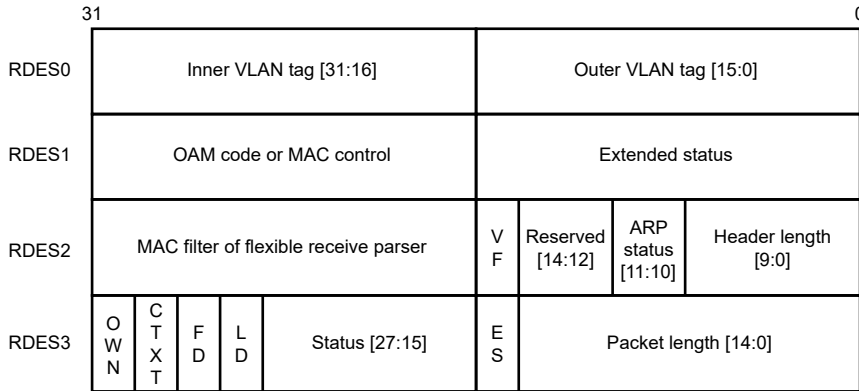 31
0
RDES0
Inner VLAN tag [31:16]
Outer VLAN tag [15:0]
RDES1
OAM code or MAC control
Extended status
RDES2
MAC filter of flexible receive parser
V
F
Reserved
[14:12]
ARP
status
[11:10]
Header length
[9:0]
RDES3
O
W
N
C
T
X
T
F
D
L
D
Status [27:15]
E
S
Packet length [14:0]